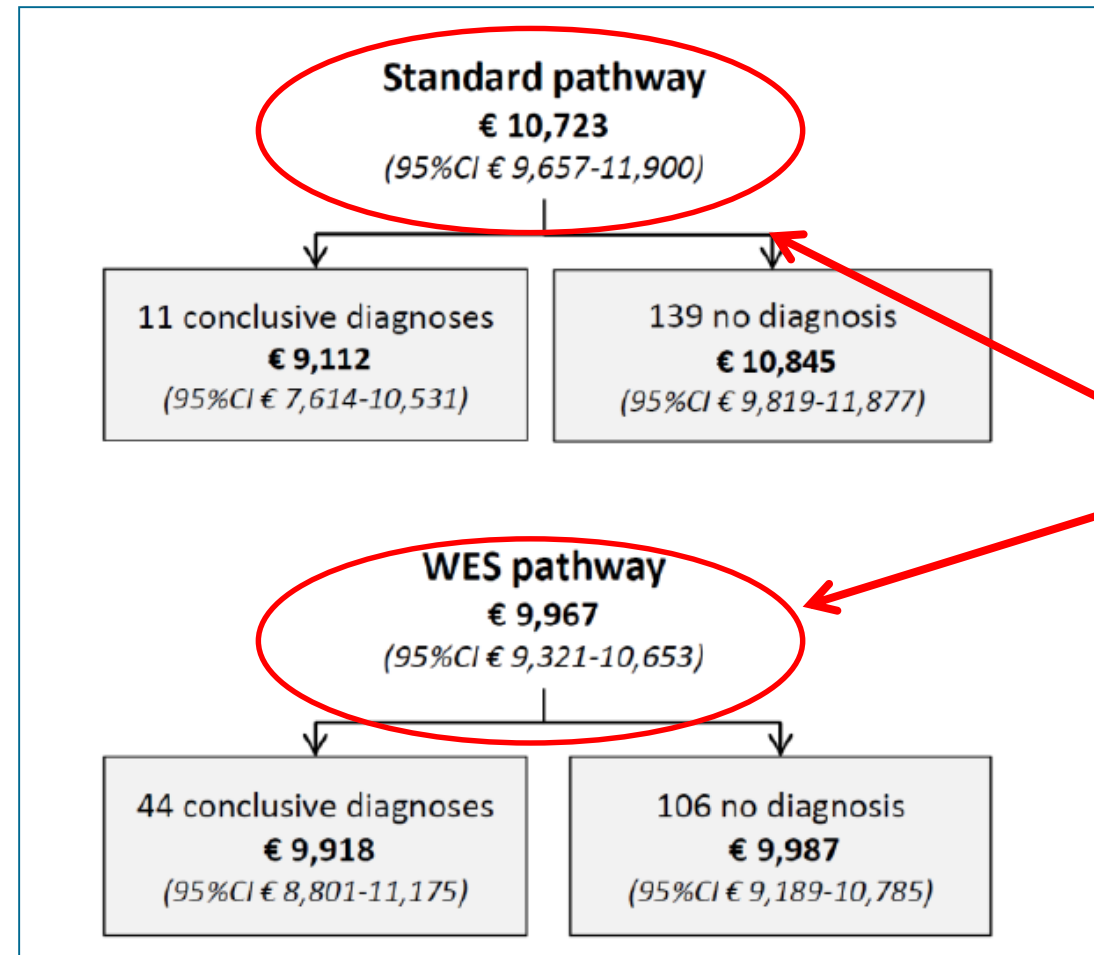 Standard pathway
€ 10,723
(95%CI € 9,657-11,900)
11 conclusive diagnoses
€ 9,112
(95%CI € 7,614-10,531)
139 no diagnosis
€ 10,845
(95%CI € 9,819-11,877)
WES pathway
€ 9,967
(95%CI € 9,321-10,653)
44 conclusive diagnoses
€ 9,918
(95%CI € 8,801-11,175)
106 no diagnosis
€ 9,987
(95%CI € 9,189-10,785)